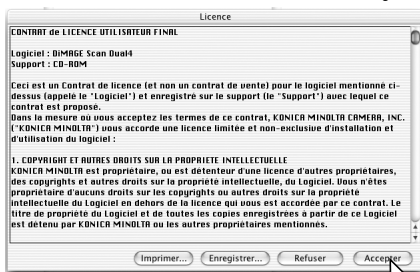 Licence
CONTRAT de LICENCE UTILISATEUR FINAL
Logiciel : DiMAGE Scan Dual4
Support : CD-ROM
Ceci est un Contrat de licence (et non un contrat de vente) pour le logiciel mentionné ci-
dessus (appelé le "Logiciel") et enregistré sur le support (le "Support") avec lequel ce
contrat est proposé.
Dans la mesure où vous acceptez les termes de ce contrat, KONICA MINOLTA CAMERA, INC.
("KONICA MINOLTA") vous accorde une licence limitée et non-exclusive d'installation et
d'utilisation du logiciel :
1. COPYRIGHT ET AUTRES DROITS SUR LA PROPRIETE INTELLECTUELLE
KONICA MINOLTA est propriétaire, ou est détenteur d'une licence d'autres propriétaires,
des copyrights et autres droits sur la propriété intellectuelle, du Logiciel. Vous n'êtes
propriétaire d'aucuns droits sur les copyrights ou autres droits sur la propriété
intellectuelle du Logiciel en dehors de la licence qui vous est accordée par ce contrat. Le
titre de propriété du Logiciel et de toutes les copies enregistrées à partir de ce Logiciel
est détenu par KONICA MINOLTA ou les autres propriétaires mentionnés.
Imprimer... Enregistrer... Refuser Accepter